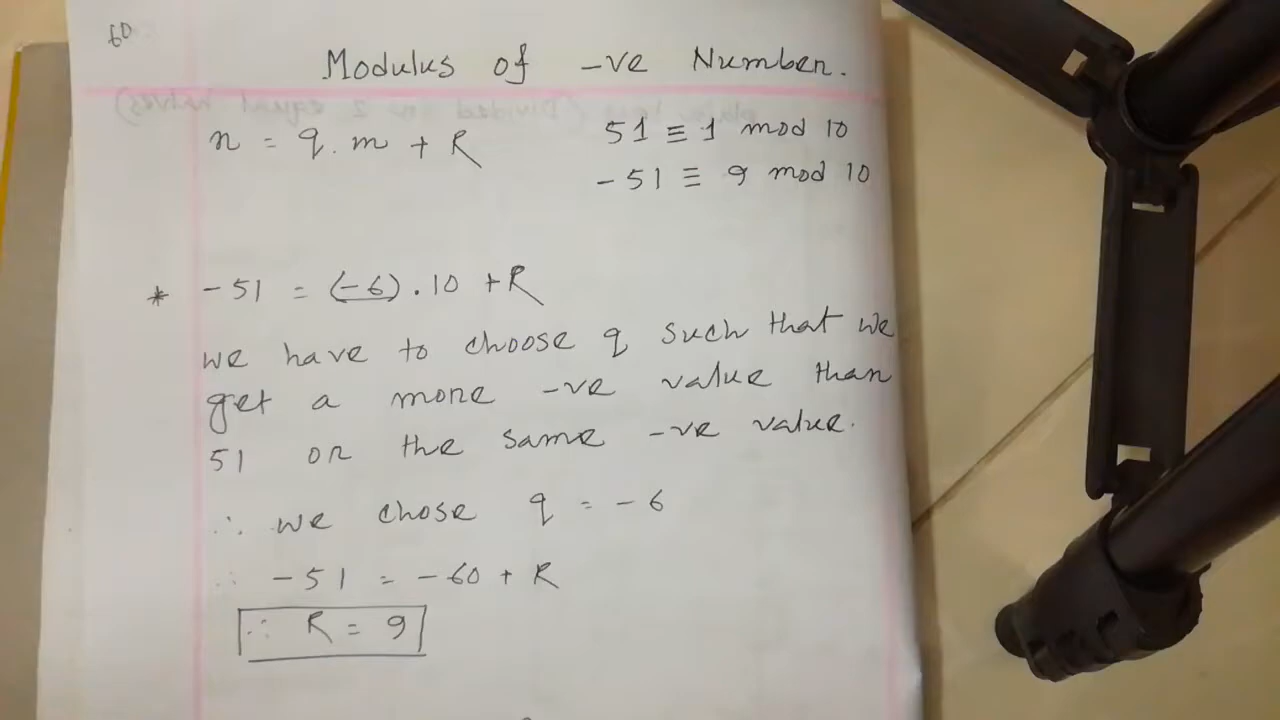 60
Modulus of -ve Number.
n = q. m + R
51 ≡ 1 mod 10
-51 ≡ 9 mod 10
* -51 = (-6). 10 + R
we have to choose q such that we
get a more -ve value than
51 or the same -ve value.
∴ we chose q = -6
∴ -51 = -60 + R
∴ R = 9